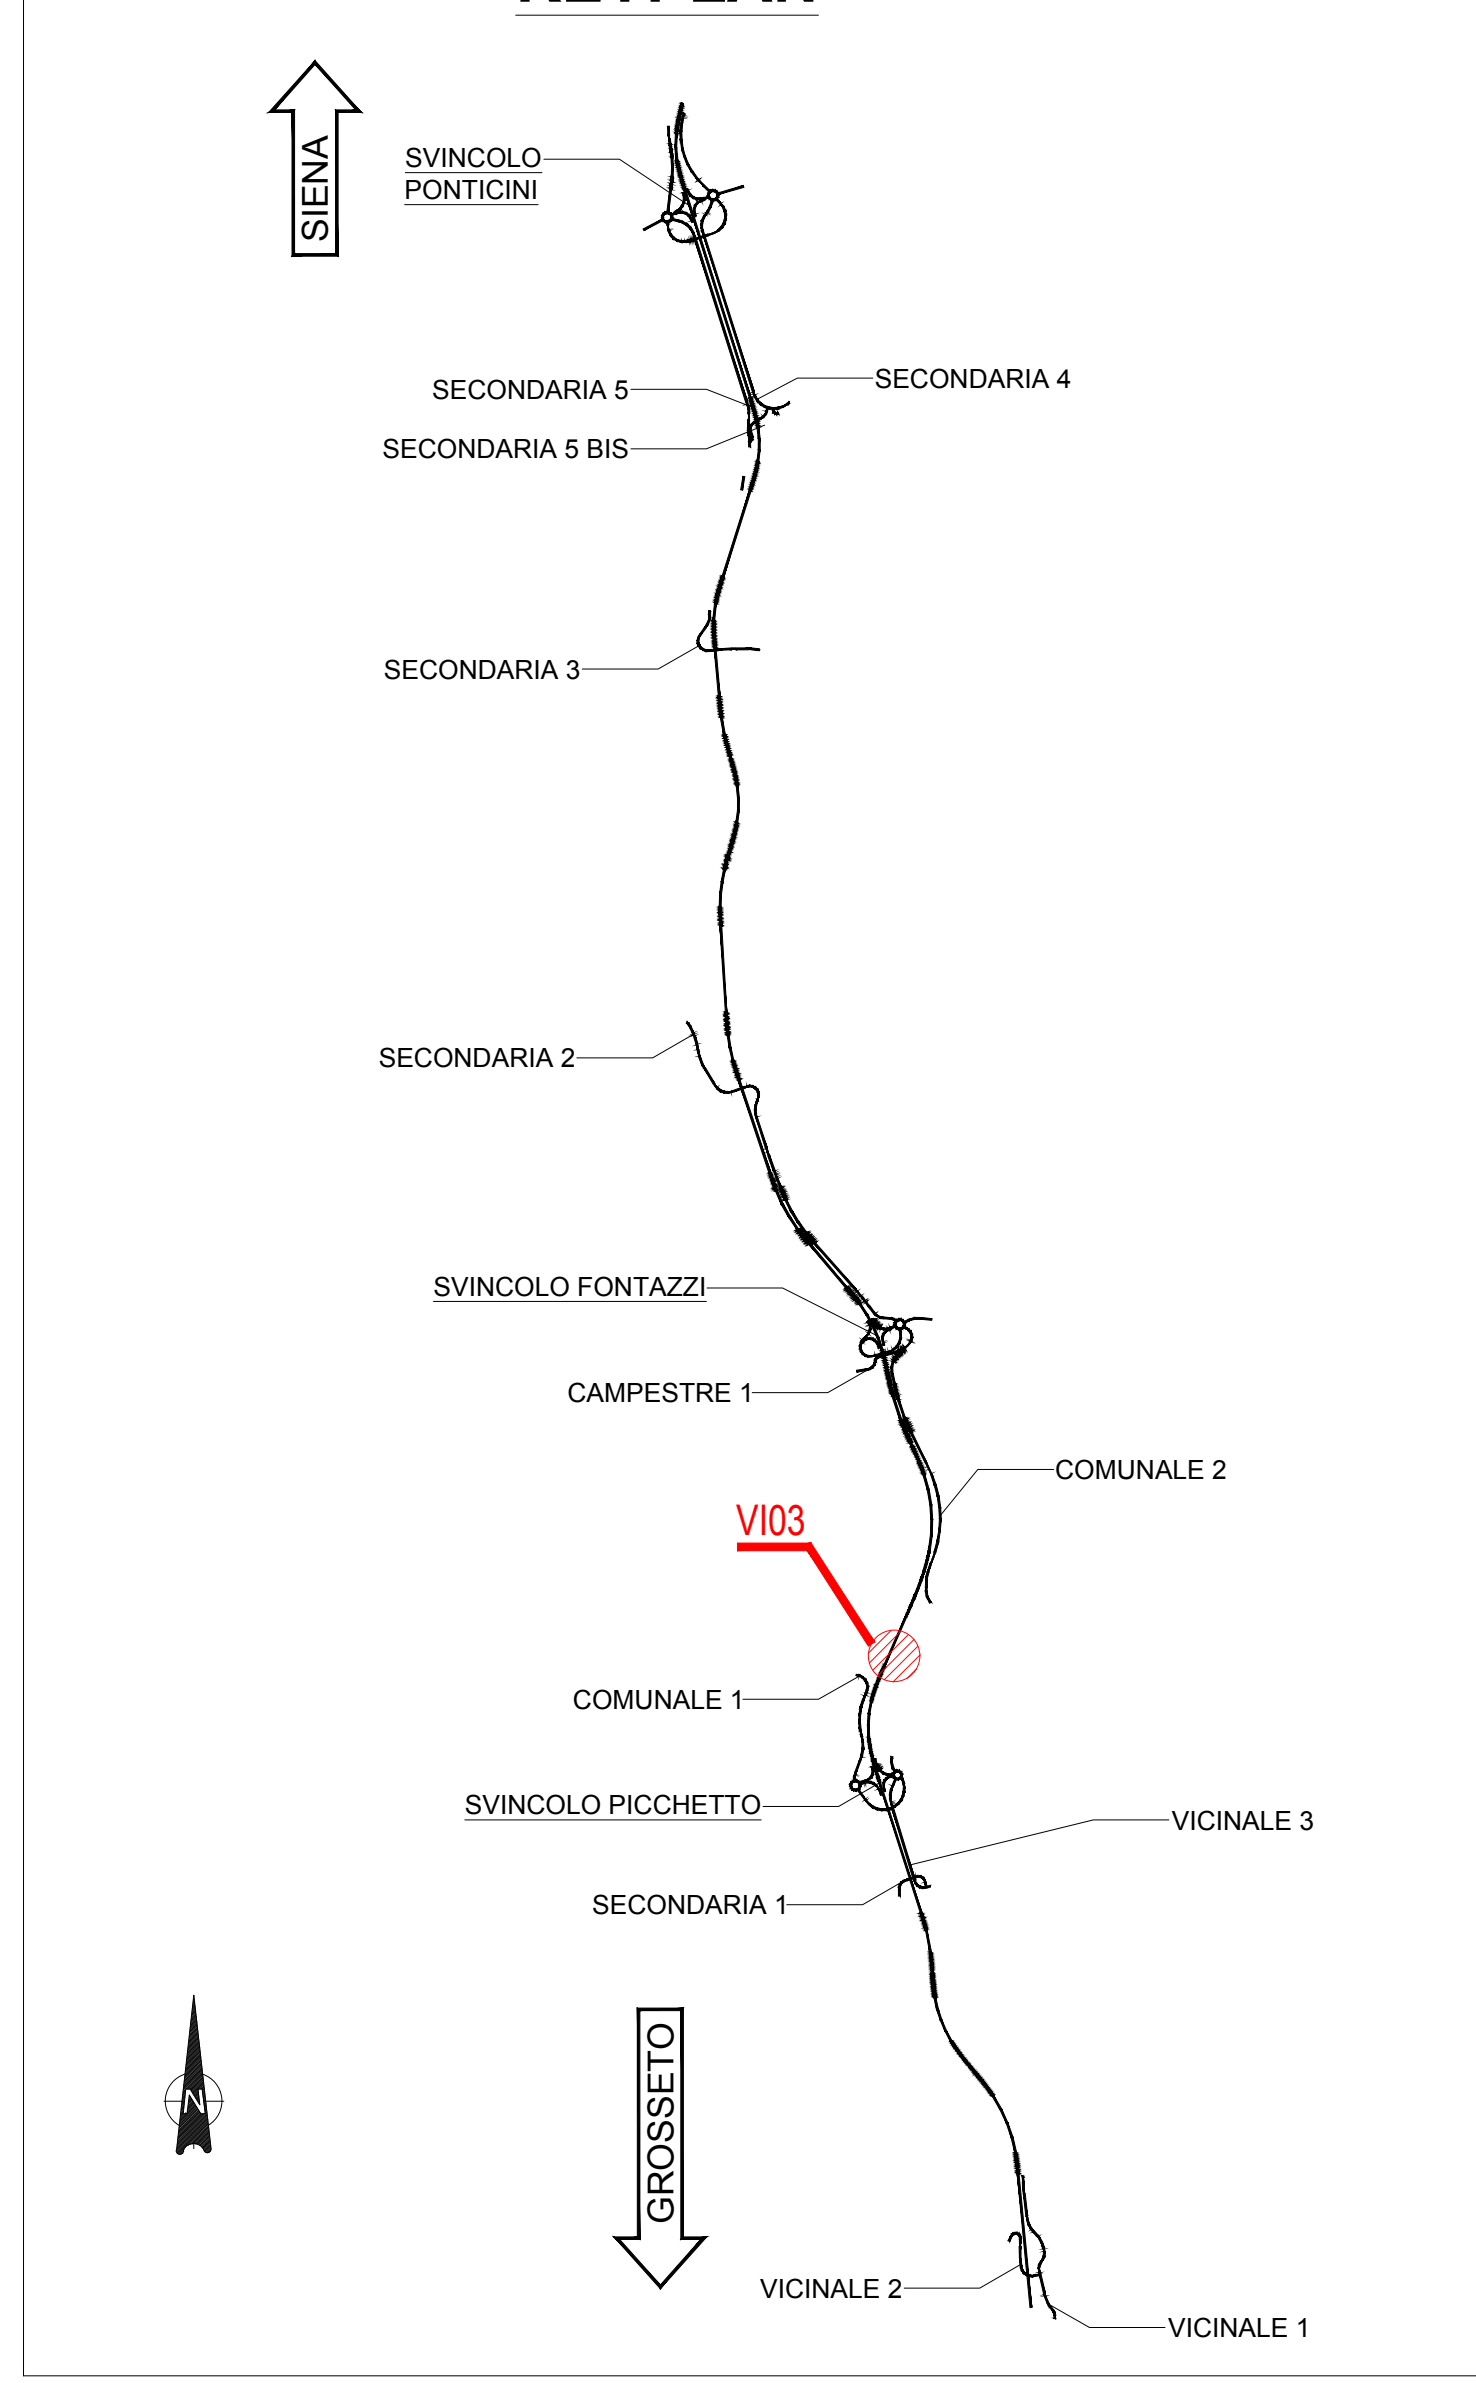 SIENA
SVINCOLO
PONTICINI
SECONDARIA 5
SECONDARIA 4
SECONDARIA 5 BIS
SECONDARIA 3
SECONDARIA 2
SVINCOLO FONTAZZI
CAMPESTRE 1
COMUNALE 2
VI03
COMUNALE 1
SVINCOLO PICCHETTO
VICINALE 3
SECONDARIA 1
N
GROSSETO
VICINALE 2
VICINALE 1